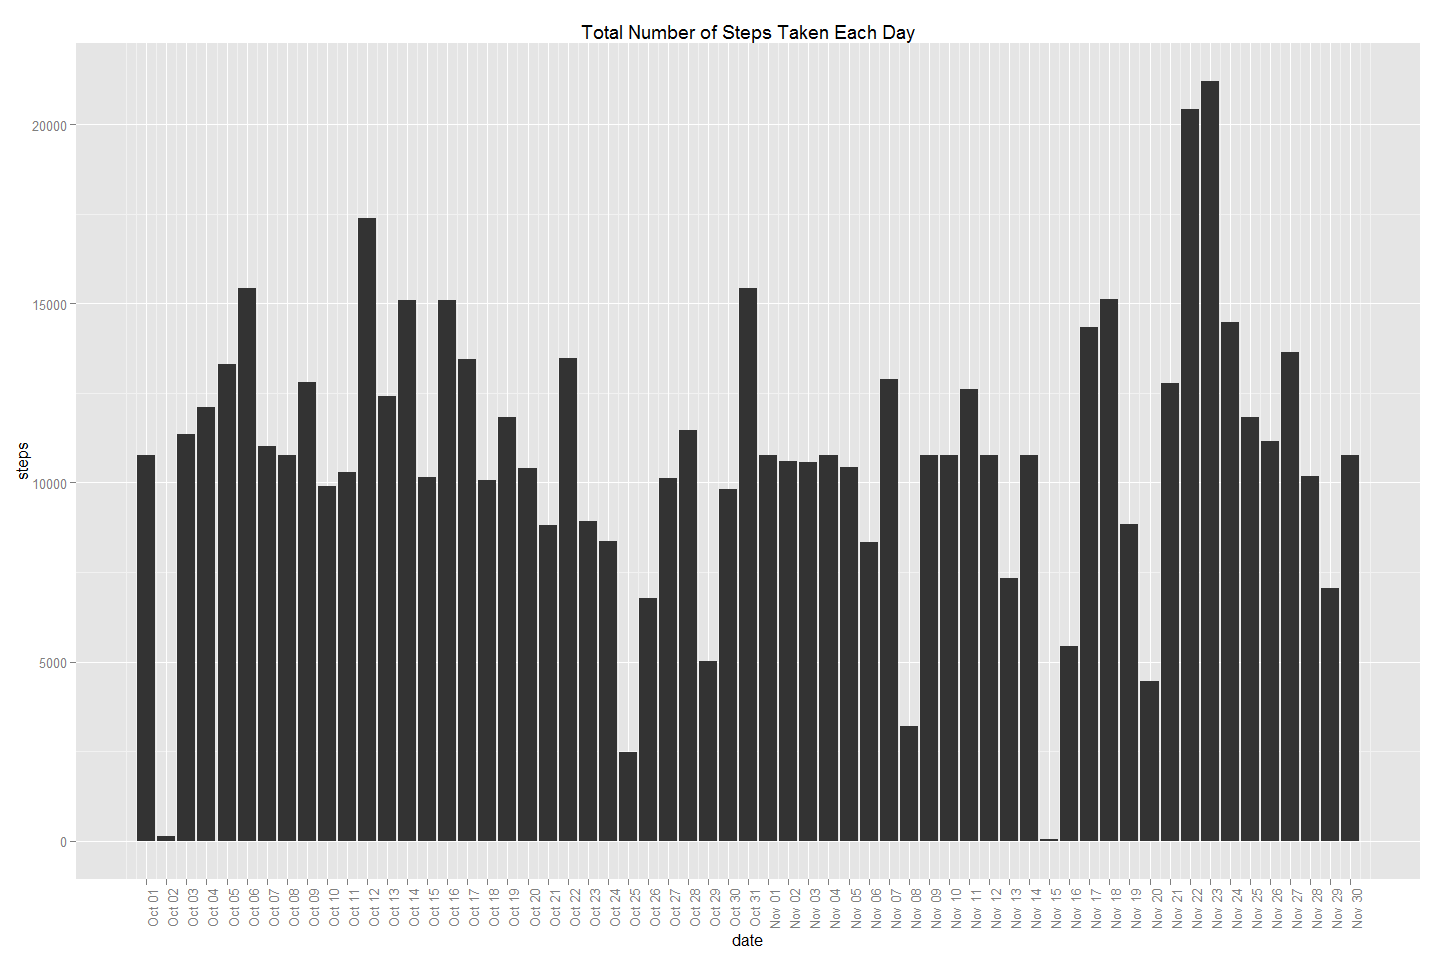 Total Number of Steps Taken Each Day
20000
15000
10000
5000
0
steps
Oct 01
Oct 02
Oct 03
Oct 04
Oct 05
Oct 06
Oct 07
Oct 08
Oct 09
Oct 10
Oct 11
Oct 12
Oct 13
Oct 14
Oct 15
Oct 16
Oct 17
Oct 18
Oct 19
Oct 20
Oct 21
Oct 22
Oct 23
Oct 24
Oct 25
Oct 26
Oct 27
Oct 28
Oct 29
Oct 30
Oct 31
Nov 01
Nov 02
Nov 03
Nov 04
Nov 05
Nov 06
Nov 07
Nov 08
Nov 09
Nov 10
Nov 11
Nov 12
Nov 13
Nov 14
Nov 15
Nov 16
Nov 17
Nov 18
Nov 19
Nov 20
Nov 21
Nov 22
Nov 23
Nov 24
Nov 25
Nov 26
Nov 27
Nov 28
Nov 29
Nov 30
date